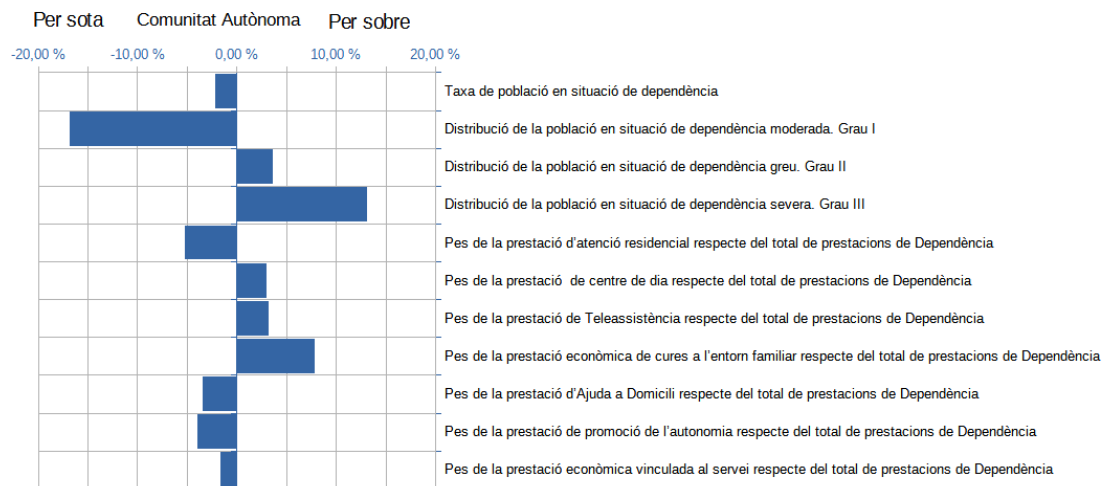 Per sota Comunitat Autònoma Per sobre
-20,00 % -10,00 % 0,00 % 10,00 % 20,00 %
Taxa de població en situació de dependència
Distribució de la població en situació de dependència moderada. Grau I
Distribució de la població en situació de dependència greu. Grau II
Distribució de la població en situació de dependència severa. Grau III
Pes de la prestació d’atenció residencial respecte del total de prestacions de Dependència
Pes de la prestació  de centre de dia respecte del total de prestacions de Dependència
Pes de la prestació de Teleassistència respecte del total de prestacions de Dependència
Pes de la prestació econòmica de cures a l’entorn familiar respecte del total de prestacions de Dependència
Pes de la prestació d’Ajuda a Domicili respecte del total de prestacions de Dependència
Pes de la prestació de promoció de l’autonomia respecte del total de prestacions de Dependència
Pes de la prestació econòmica vinculada al servei respecte del total de prestacions de Dependència